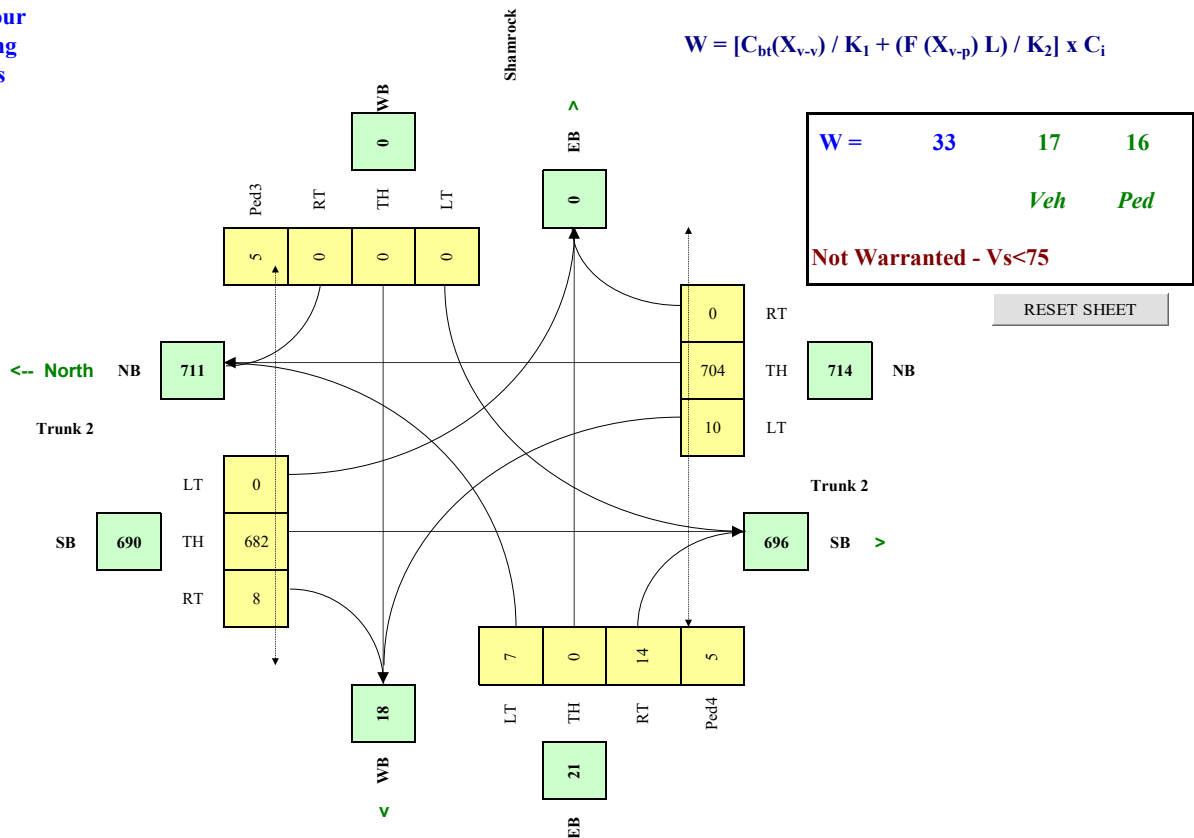 our
ng
s
Shamrock
W = [Cbt(Xv-v) / K1 + (F (Xv-p) L) / K2] x Ci
WB
0
^
EB
0
W = 33 17 16
Veh Ped
Not Warranted - Vs<75
RESET SHEET
Ped3 RT TH LT
5 0 0 0
0 RT
<-- North NB 711
704 TH 714 NB
10 LT
Trunk 2
LT 0
Trunk 2
SB 690 TH 682
696 SB >
RT 8
7 0 14 5
LT TH RT Ped4
18
WB
v
21
EB